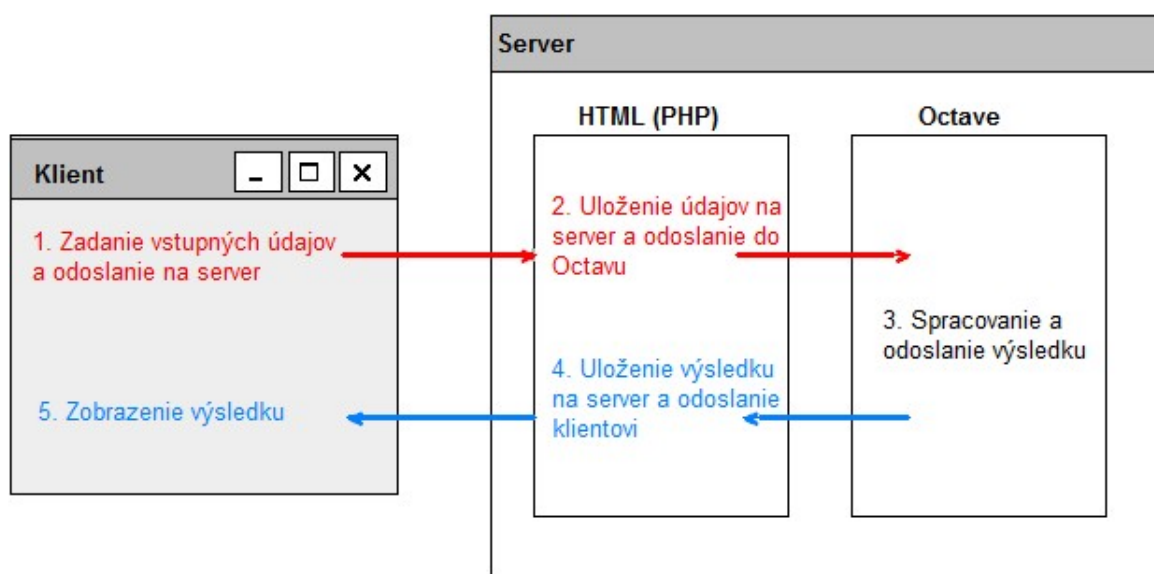 Server
HTML (PHP)
Octave
Klient
1. Zadanie vstupných údajov
a odoslanie na server
2. Uloženie údajov na
server a odoslanie do
Octavu
3. Spracovanie a
odoslanie výsledku
4. Uloženie výsledku
na server a odoslanie
klientovi
5. Zobrazenie výsledku